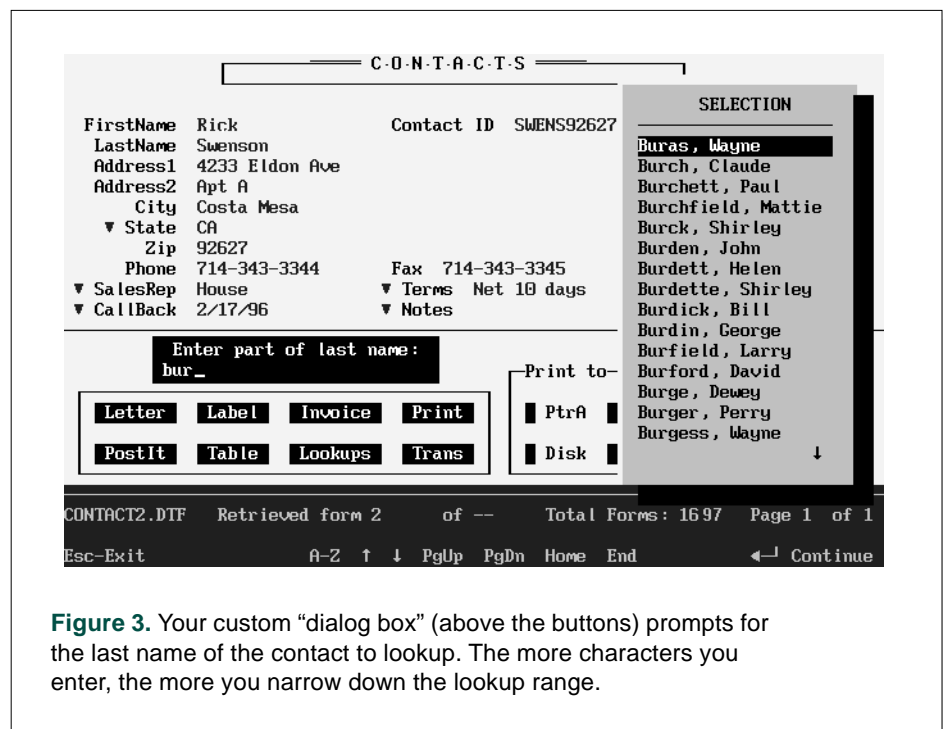 C·O·N·T·A·C·T·S
FirstName Rick Contact ID SWENS92627
LastName Swenson
Address1 4233 Eldon Ave
Address2 Apt A
City Costa Mesa
▼ State CA
Zip 92627
Phone 714-343-3344 Fax 714-343-3345
▼ SalesRep House ▼ Terms Net 10 days
▼ CallBack 2/17/96 ▼ Notes
SELECTION
Buras, Wayne
Burch, Claude
Burchett, Paul
Burchfield, Mattie
Burck, Shirley
Burden, John
Burdett, Helen
Burdette, Shirley
Burdick, Bill
Burdin, George
Burfield, Larry
Burford, David
Burge, Dewey
Burger, Perry
Burgess, Wayne
↓
Enter part of last name:
bur_
Letter Label Invoice Print
PostIt Table Lookups Trans
Print to
PtrA
Disk
CONTACT2.DTF Retrieved form 2 of -- Total Forms: 1697 Page 1 of 1
Esc-Exit A-Z ↑ ↓ PgUp PgDn Home End ◄┘ Continue
Figure 3. Your custom “dialog box” (above the buttons) prompts for
the last name of the contact to lookup. The more characters you
enter, the more you narrow down the lookup range.